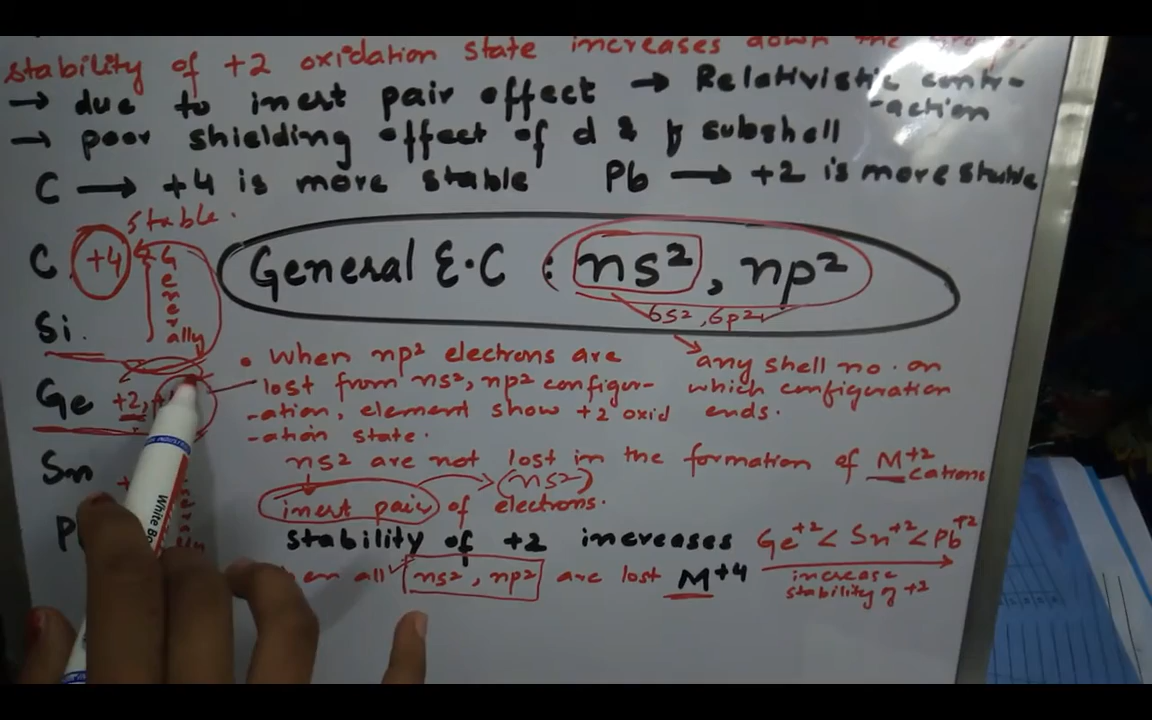 stability of +2 oxidation state increases down the group.
→ due to inert pair effect → Relativistic contr-
-action
→ poor shielding effect of d & f subshell
C → +4 is more stable Pb → +2 is more stable
stable.
C +4 Generally
General E.C : ns², np²
6s², 6p²
Si
• When np² electrons are
lost from ns², np² configur-
-ation, element show +2 oxid
-ation state.
→ any shell no. on
which configuration
ends.
Ge +2,
ns² are not lost in the formation of M+2
cations
Sn
inert pair of electrons.
(ns²)
stability of +2 increases Ge+2 < Sn+2 < Pb+2
increase
stability of +2
all ns², np² are lost M+4
White Bo